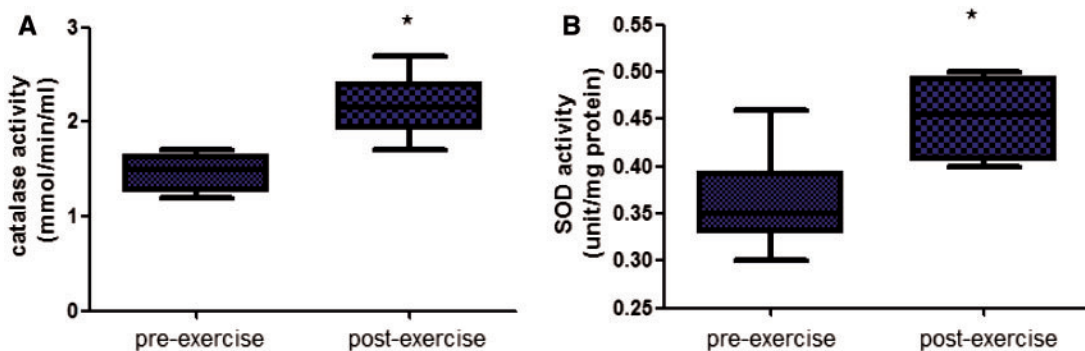 A
catalase activity
(mmol/min/ml)
3
2
1
0
*
pre-exercise
post-exercise
B
SOD activity
(unit/mg protein)
0.55
0.50
0.45
0.40
0.35
0.30
0.25
*
pre-exercise
post-exercise